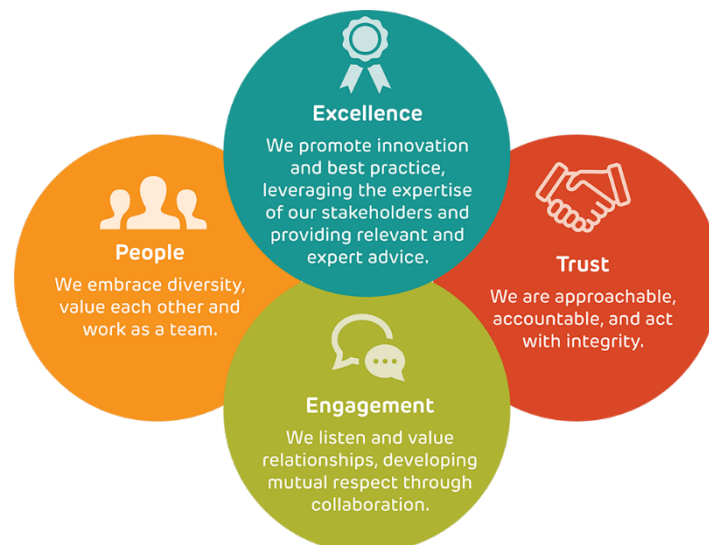 Excellence
We promote innovation
and best practice,
leveraging the expertise
of our stakeholders and
providing relevant and
expert advice.
People
We embrace diversity,
value each other and
work as a team.
Trust
We are approachable,
accountable, and act
with integrity.
Engagement
We listen and value
relationships, developing
mutual respect through
collaboration.